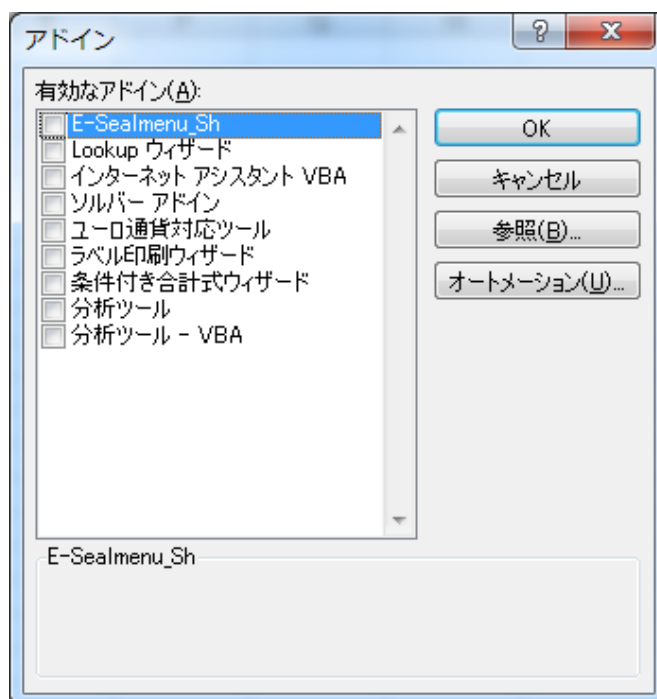 アドイン
有効なアドイン(A):
E-Sealmenu_Sh
Lookup ウィザード
インターネット アシスタント VBA
ソルバー アドイン
ユーロ通貨対応ツール
ラベル印刷ウィザード
条件付き合計式ウィザード
分析ツール
分析ツール - VBA
OK
キャンセル
参照(B)...
オートメーション(U)...
E-Sealmenu_Sh